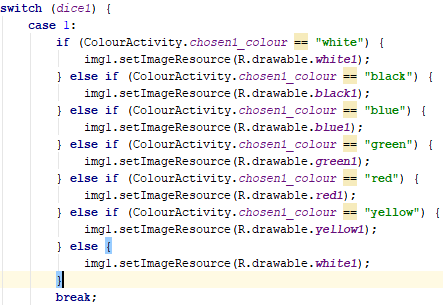 switch (dice1) {
    case 1:
        if (ColourActivity.chosen1_colour == "white") {
            img1.setImageResource(R.drawable.white1);
        } else if (ColourActivity.chosen1_colour == "black") {
            img1.setImageResource(R.drawable.black1);
        } else if (ColourActivity.chosen1_colour == "blue") {
            img1.setImageResource(R.drawable.blue1);
        } else if (ColourActivity.chosen1_colour == "green") {
            img1.setImageResource(R.drawable.green1);
        } else if (ColourActivity.chosen1_colour == "red") {
            img1.setImageResource(R.drawable.red1);
        } else if (ColourActivity.chosen1_colour == "yellow") {
            img1.setImageResource(R.drawable.yellow1);
        } else {
            img1.setImageResource(R.drawable.white1);
        }
        break;